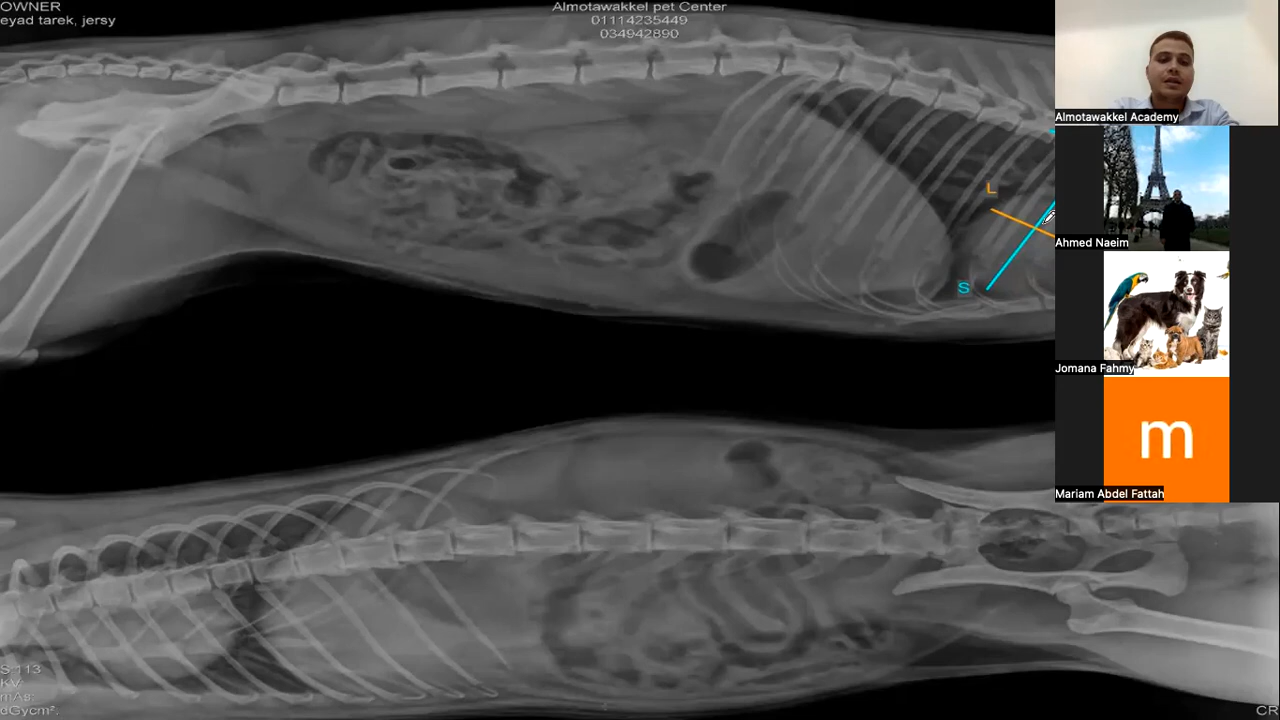 OWNER
eyad tarek, jersy
Almotawakkel pet Center
01114235449
034942890
L
S
Almotawakkel Academy
Ahmed Naeim
Jomana Fahmy
m
Mariam Abdel Fattah
S: 113
KV:
mAs:
dGycm².
CR